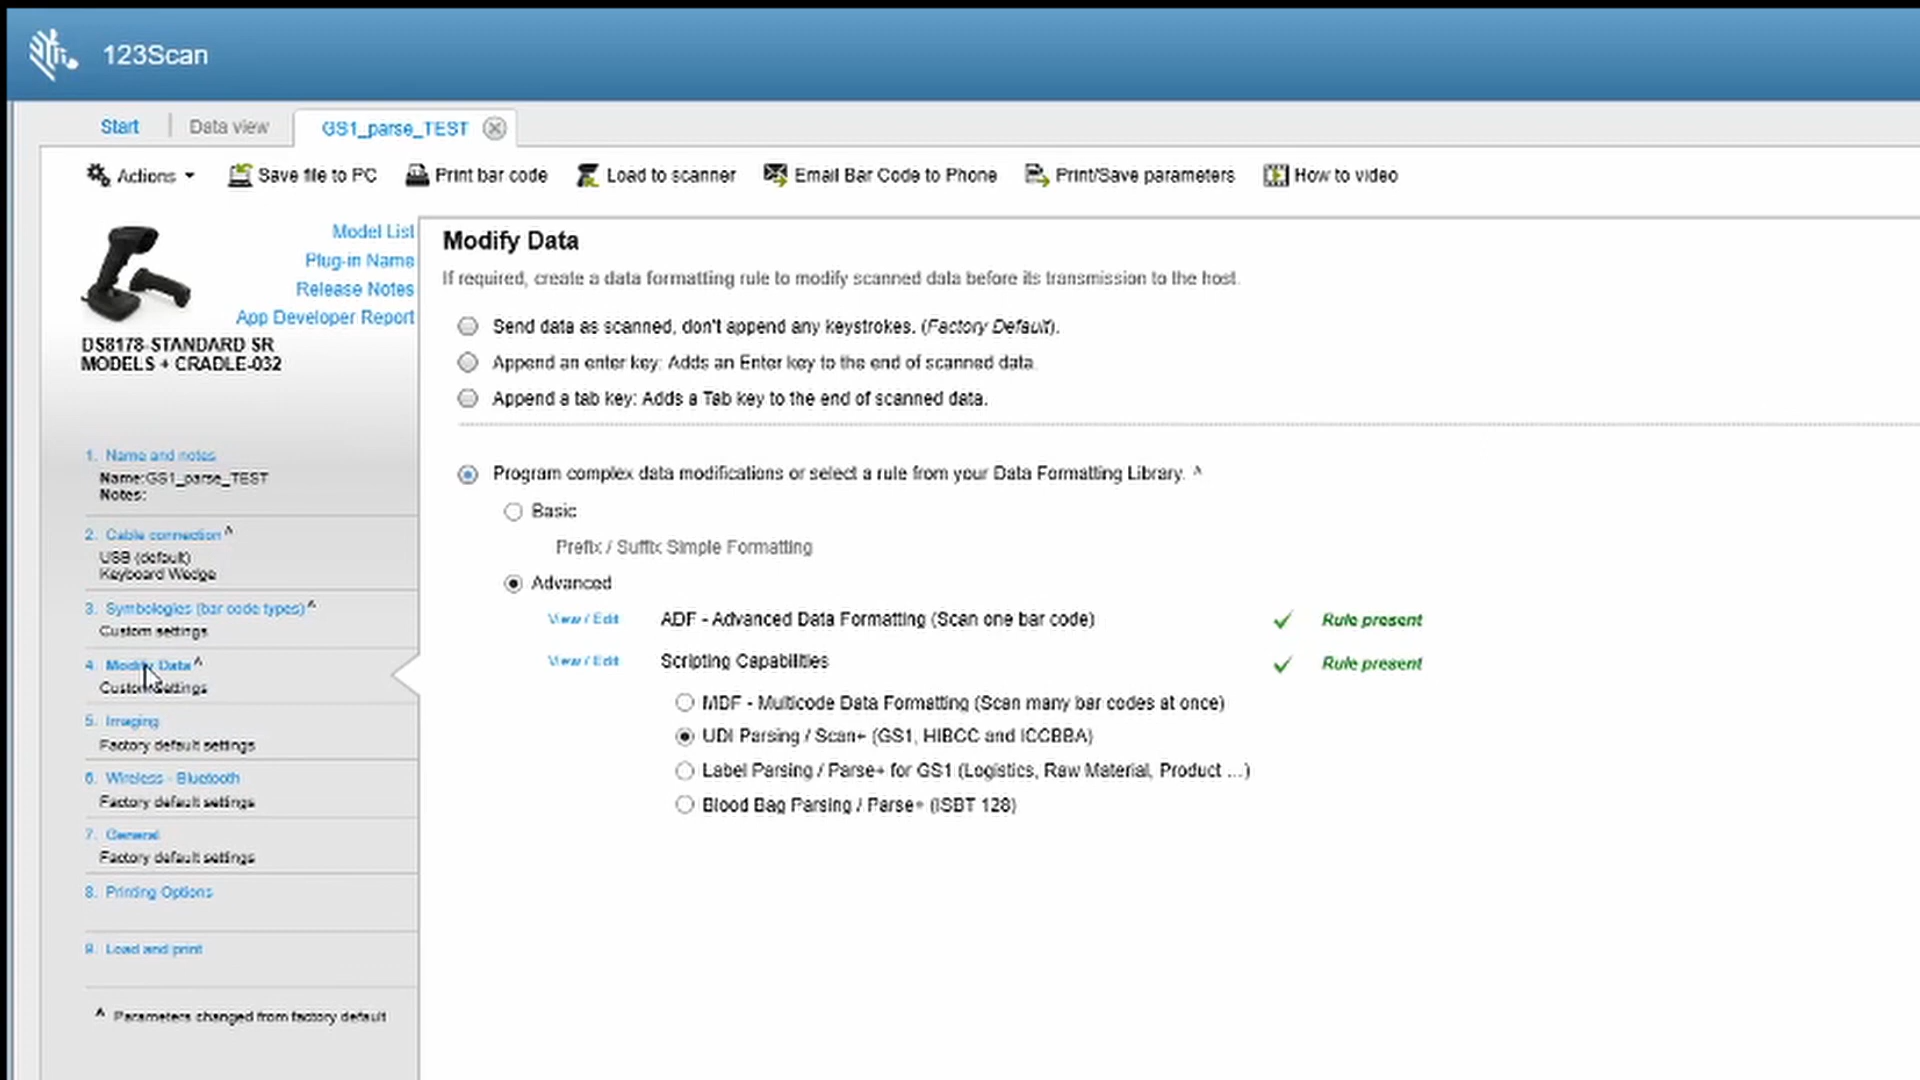 123Scan
Start
Data view
GS1_parse_TEST
Actions
Save file to PC
Print bar code
Load to scanner
Email Bar Code to Phone
Print/Save parameters
How to video
Model List
Plug-in Name
Release Notes
App Developer Report
DS8178-STANDARD SR
MODELS + CRADLE-032
1. Name and notes
Name:GS1_parse_TEST
Notes:
2. Cable connection ^
USB (default)
Keyboard Wedge
3. Symbologies (bar code types) ^
Custom settings
4. Modify Data ^
Custom settings
5. Imaging
Factory default settings
6. Wireless - Bluetooth
Factory default settings
7. General
Factory default settings
8. Printing Options
9. Load and print
^ Parameters changed from factory default
Modify Data
If required, create a data formatting rule to modify scanned data before its transmission to the host.
Send data as scanned, don't append any keystrokes. (Factory Default).
Append an enter key: Adds an Enter key to the end of scanned data.
Append a tab key: Adds a Tab key to the end of scanned data.
Program complex data modifications or select a rule from your Data Formatting Library. ^
Basic
Prefix / Suffix Simple Formatting
Advanced
View / Edit ADF - Advanced Data Formatting (Scan one bar code) Rule present
View / Edit Scripting Capabilities Rule present
MDF - Multicode Data Formatting (Scan many bar codes at once)
UDI Parsing / Scan+ (GS1, HIBCC and ICCBBA)
Label Parsing / Parse+ for GS1 (Logistics, Raw Material, Product ...)
Blood Bag Parsing / Parse+ (ISBT 128)